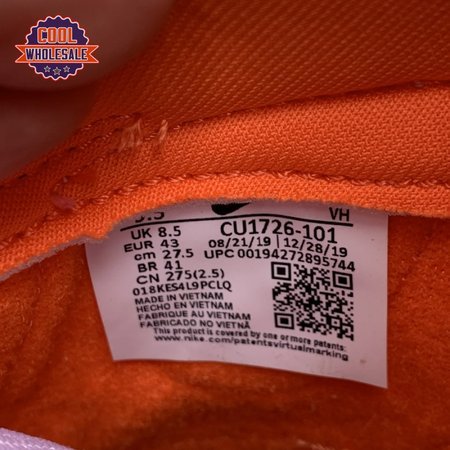 COOL
WHOLESALE
VH
UK 8.5
EUR 43
cm 27.5
BR 41
CN 275(2.5)
018KES4L9PCLQ
CU1726-101
08/21/19 12/28/19
UPC 00194272895744
MADE IN VIETNAM
HECHO EN VIETNAM
FABRIQUE AU VIETNAM
FABRICADO NO VIETNÃ
This product is covered by one or more patents:
www.nike.com/patentsvirtualmarking